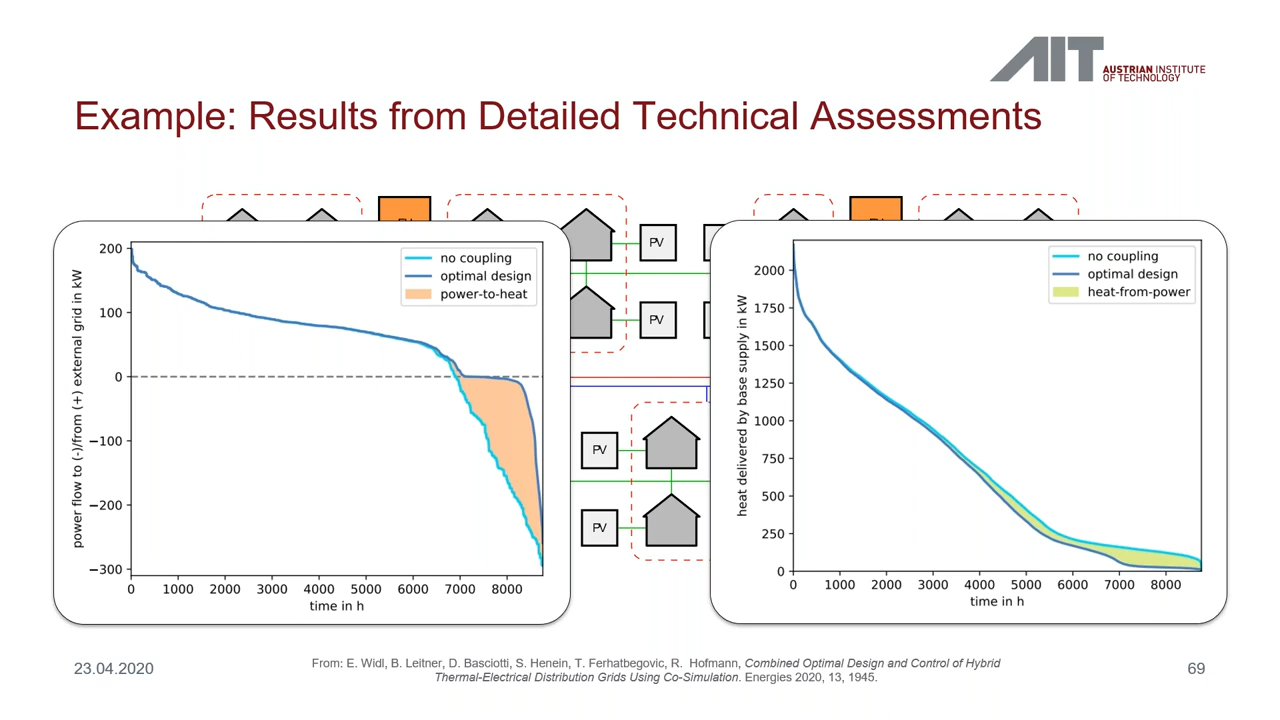 AIT
AUSTRIAN INSTITUTE
OF TECHNOLOGY
Example: Results from Detailed Technical Assessments
PV
PV
PV
PV
power flow to (-)/from (+) external grid in kW
200
100
0
−100
−200
−300
no coupling
optimal design
power-to-heat
0 1000 2000 3000 4000 5000 6000 7000 8000
time in h
heat delivered by base supply in kW
2000
1750
1500
1250
1000
750
500
250
0
no coupling
optimal design
heat-from-power
0 1000 2000 3000 4000 5000 6000 7000 8000
time in h
23.04.2020
From: E. Widl, B. Leitner, D. Basciotti, S. Henein, T. Ferhatbegovic, R. Hofmann, Combined Optimal Design and Control of Hybrid
Thermal-Electrical Distribution Grids Using Co-Simulation. Energies 2020, 13, 1945.
69